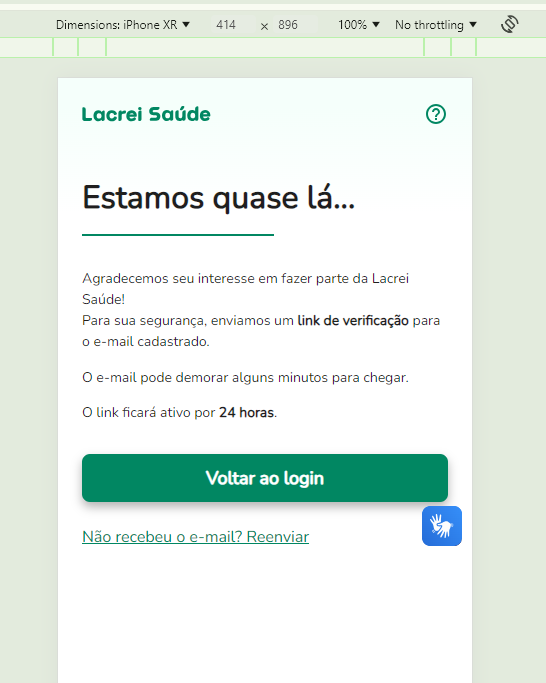 Dimensions: iPhone XR ▼ 414 × 896 100% ▼ No throttling ▼
Lacrei Saúde
Estamos quase lá...
Agradecemos seu interesse em fazer parte da Lacrei
Saúde!
Para sua segurança, enviamos um link de verificação para
o e-mail cadastrado.
O e-mail pode demorar alguns minutos para chegar.
O link ficará ativo por 24 horas.
Voltar ao login
Não recebeu o e-mail? Reenviar